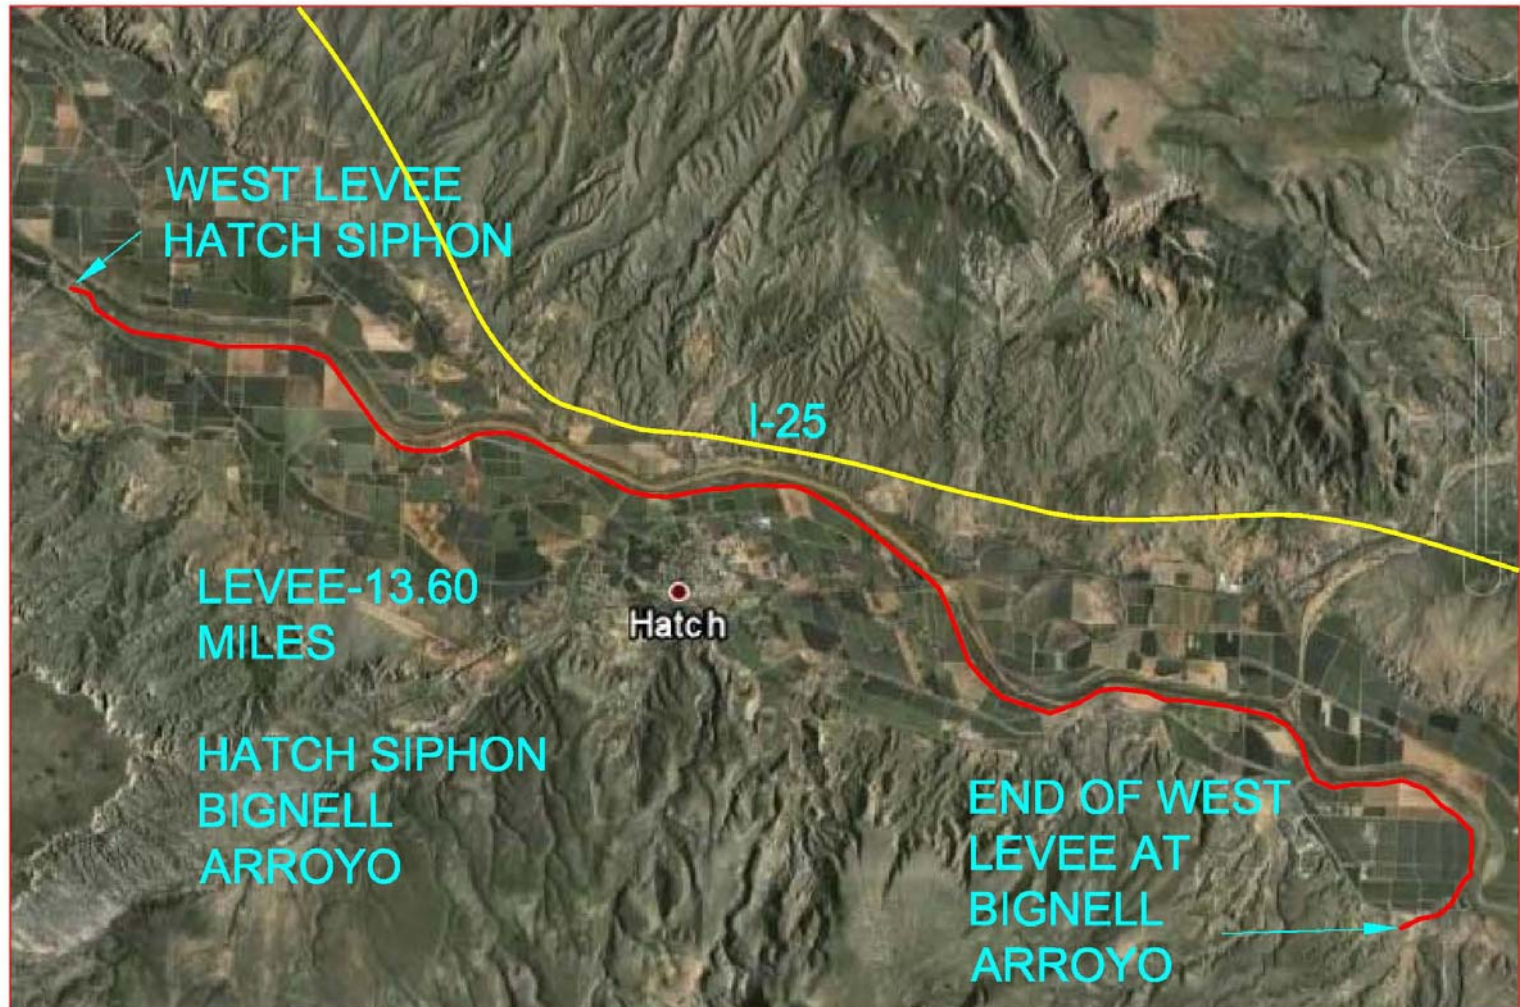 WEST LEVEE
HATCH SIPHON
I-25
LEVEE-13.60
MILES
Hatch
HATCH SIPHON
BIGNELL
ARROYO
END OF WEST
LEVEE AT
BIGNELL
ARROYO